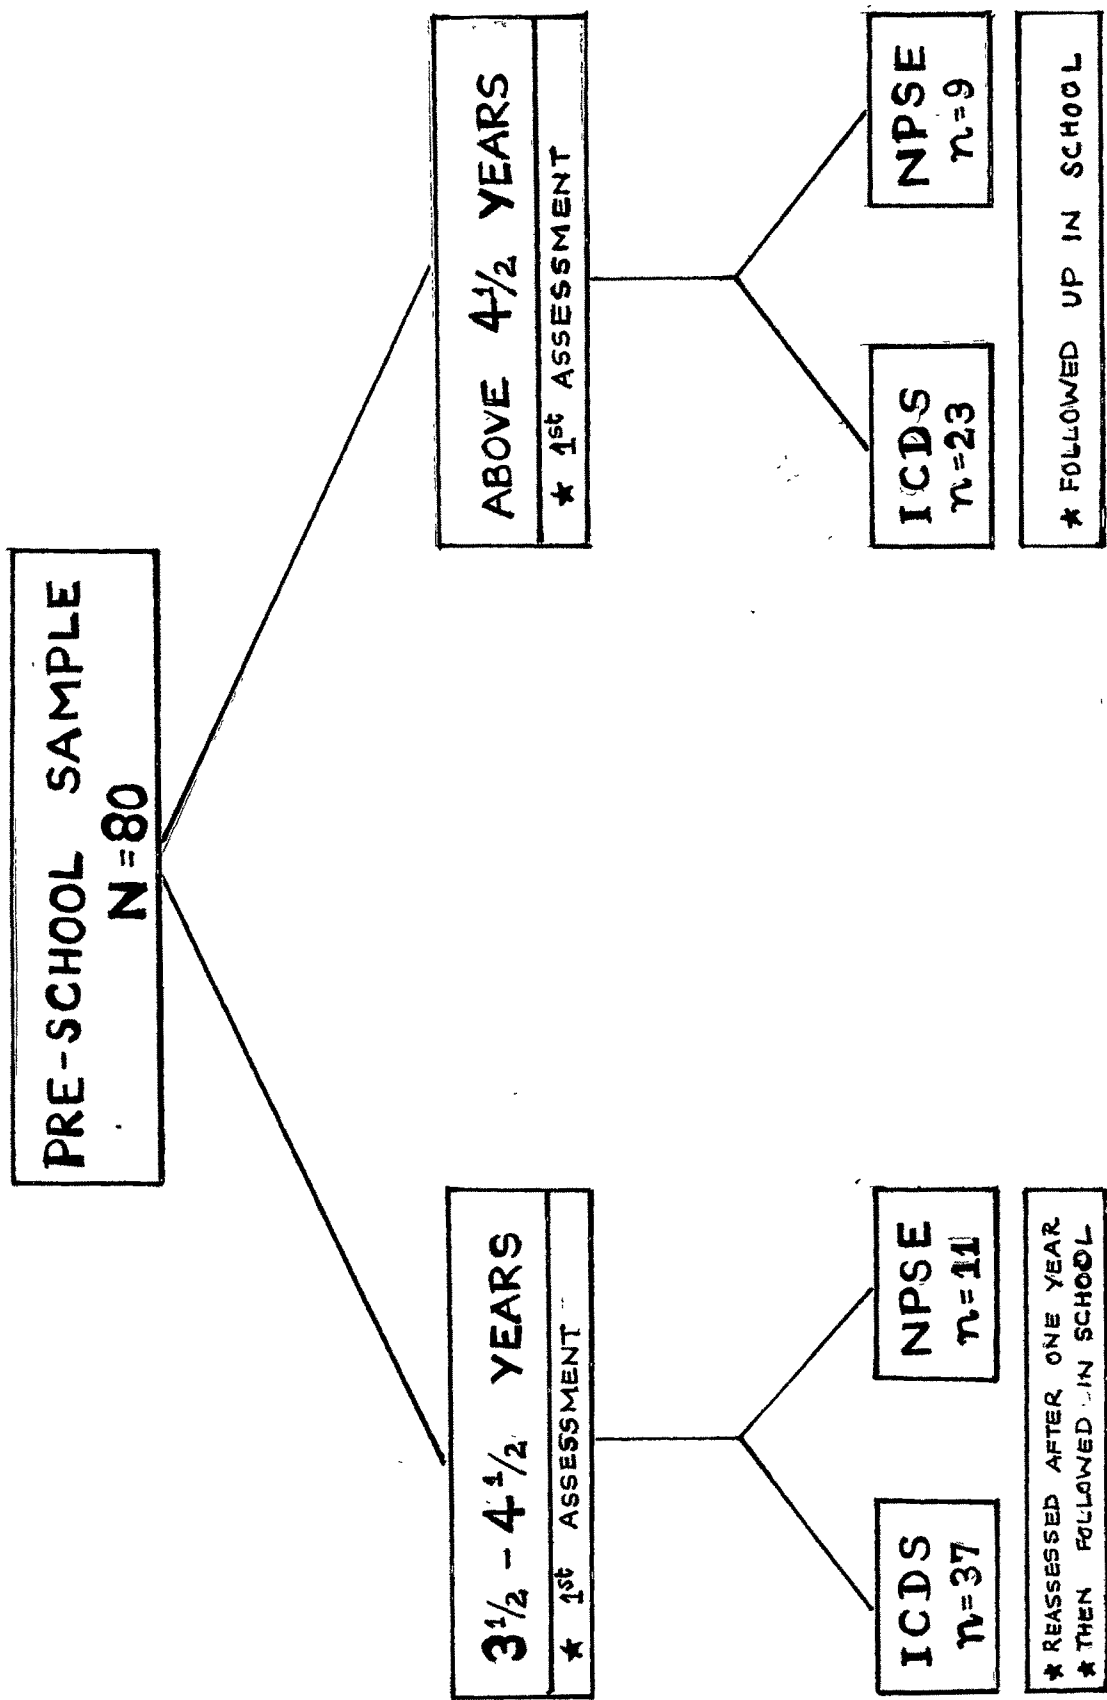 PRE-SCHOOL SAMPLE
N=80
3½ - 4½ YEARS
★ 1st ASSESSMENT
ICDS
n=37
NPSE
n=11
★ REASSESSED AFTER ONE YEAR
★ THEN FOLLOWED IN SCHOOL
ABOVE 4½ YEARS
★ 1st ASSESSMENT
ICDS
n=23
NPSE
n=9
★ FOLLOWED UP IN SCHOOL